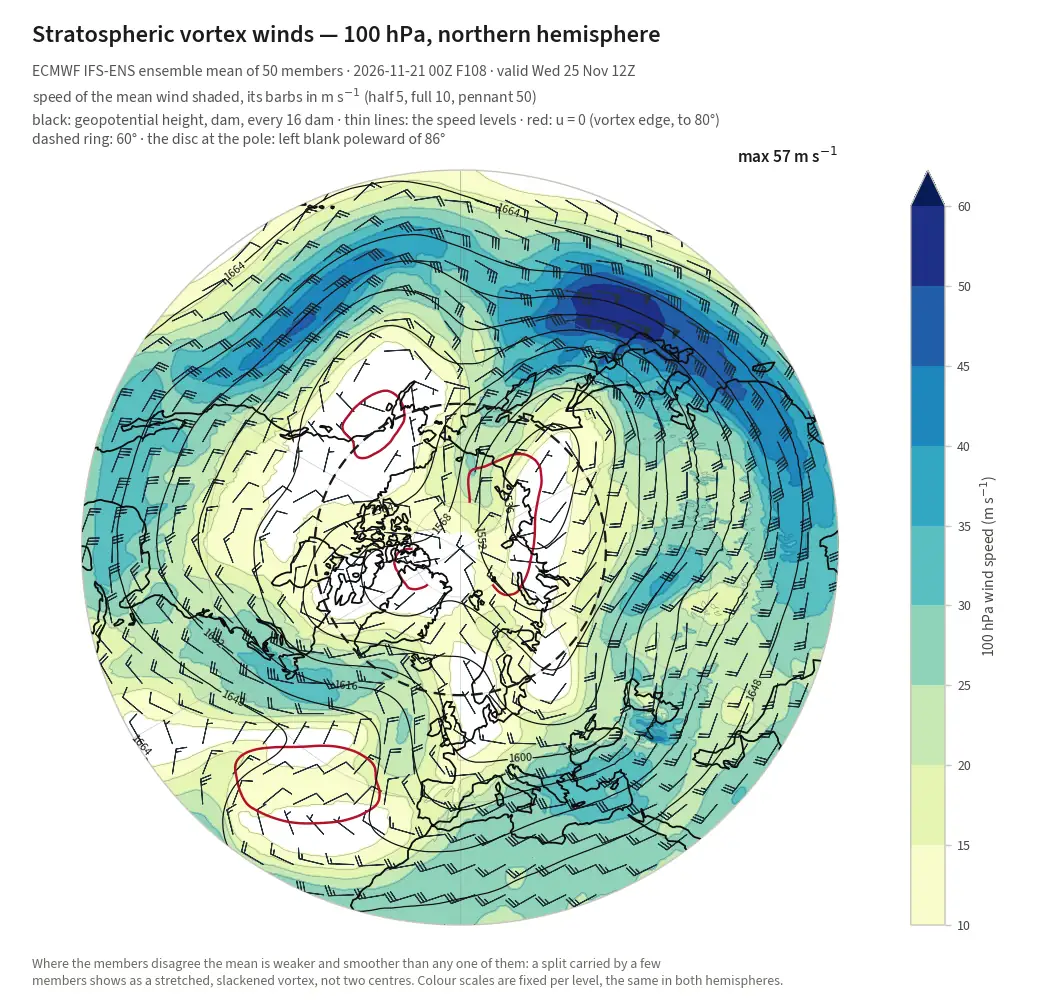 Stratospheric vortex winds — 100 hPa, northern hemisphere
ECMWF IFS-ENS ensemble mean of 50 members · 2026-11-21 00Z F108 · valid Wed 25 Nov 12Z
speed of the mean wind shaded, its barbs in m s⁻¹ (half 5, full 10, pennant 50)
black: geopotential height, dam, every 16 dam · thin lines: the speed levels · red: u = 0 (vortex edge, to 80°)
dashed ring: 60° · the disc at the pole: left blank poleward of 86°
max 57 m s⁻¹
1664
1664
1568
1552
1616
1648
1648
1664
1600
60
50
45
40
35
30
25
20
15
10
100 hPa wind speed (m s⁻¹)
Where the members disagree the mean is weaker and smoother than any one of them: a split carried by a few
members shows as a stretched, slackened vortex, not two centres. Colour scales are fixed per level, the same in both hemispheres.